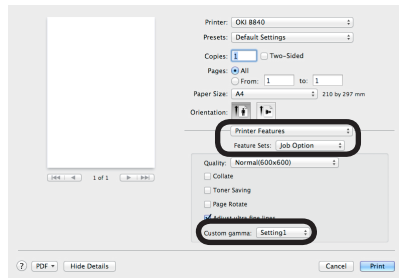 Printer: OKI B840
Presets: Default Settings
Copies: 1 Two-Sided
Pages: All
From: 1 to: 1
Paper Size: A4 210 by 297 mm
Orientation:
Printer Features
Feature Sets: Job Option
Quality: Normal(600x600)
Collate
Toner Saving
Page Rotate
Adjust ultra fine lines
Custom gamma: Setting1
1 of 1
? PDF Hide Details Cancel Print